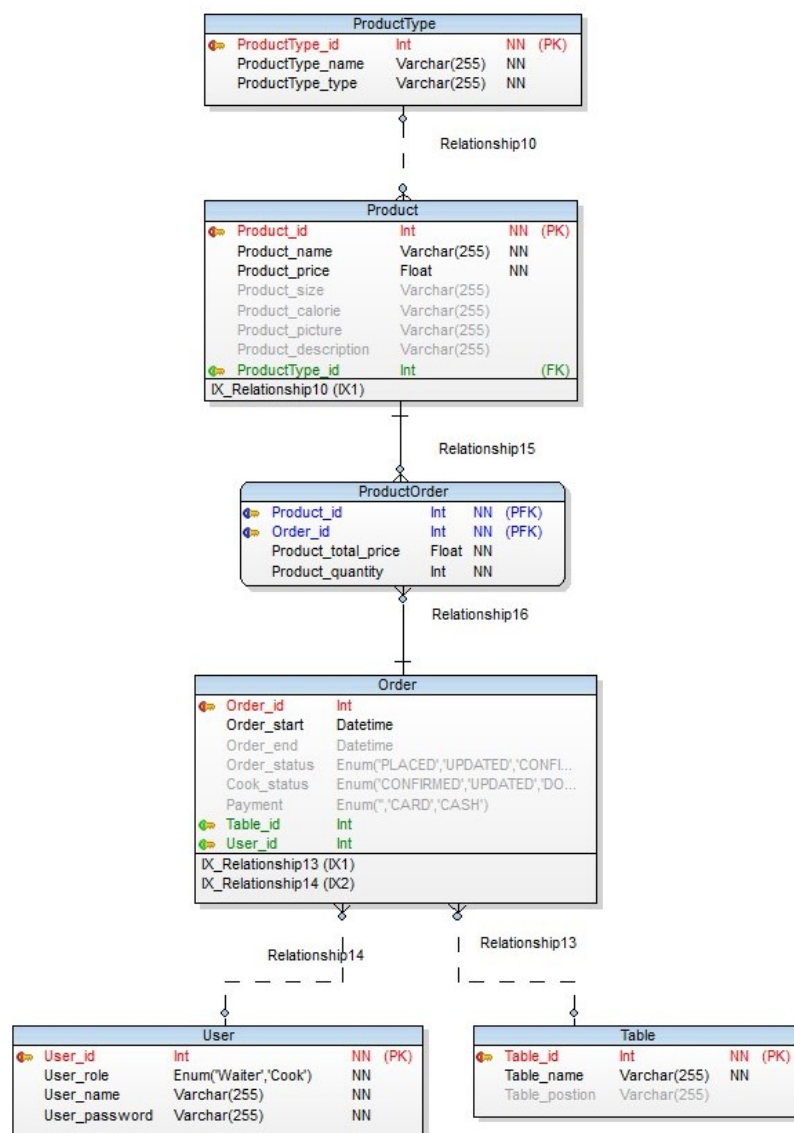 ProductType
ProductType_id Int NN (PK)
ProductType_name Varchar(255) NN
ProductType_type Varchar(255) NN
Relationship10
Product
Product_id Int NN (PK)
Product_name Varchar(255) NN
Product_price Float NN
Product_size Varchar(255)
Product_calorie Varchar(255)
Product_picture Varchar(255)
Product_description Varchar(255)
ProductType_id Int (FK)
IX_Relationship10 (IX1)
Relationship15
ProductOrder
Product_id Int NN (PFK)
Order_id Int NN (PFK)
Product_total_price Float NN
Product_quantity Int NN
Relationship16
Order
Order_id Int
Order_start Datetime
Order_end Datetime
Order_status Enum('PLACED','UPDATED','CONFI...
Cook_status Enum('CONFIRMED','UPDATED','DO...
Payment Enum('','CARD','CASH')
Table_id Int
User_id Int
IX_Relationship13 (IX1)
IX_Relationship14 (IX2)
Relationship14
Relationship13
User
User_id Int NN (PK)
User_role Enum('Waiter','Cook') NN
User_name Varchar(255) NN
User_password Varchar(255) NN
Table
Table_id Int NN (PK)
Table_name Varchar(255) NN
Table_postion Varchar(255)